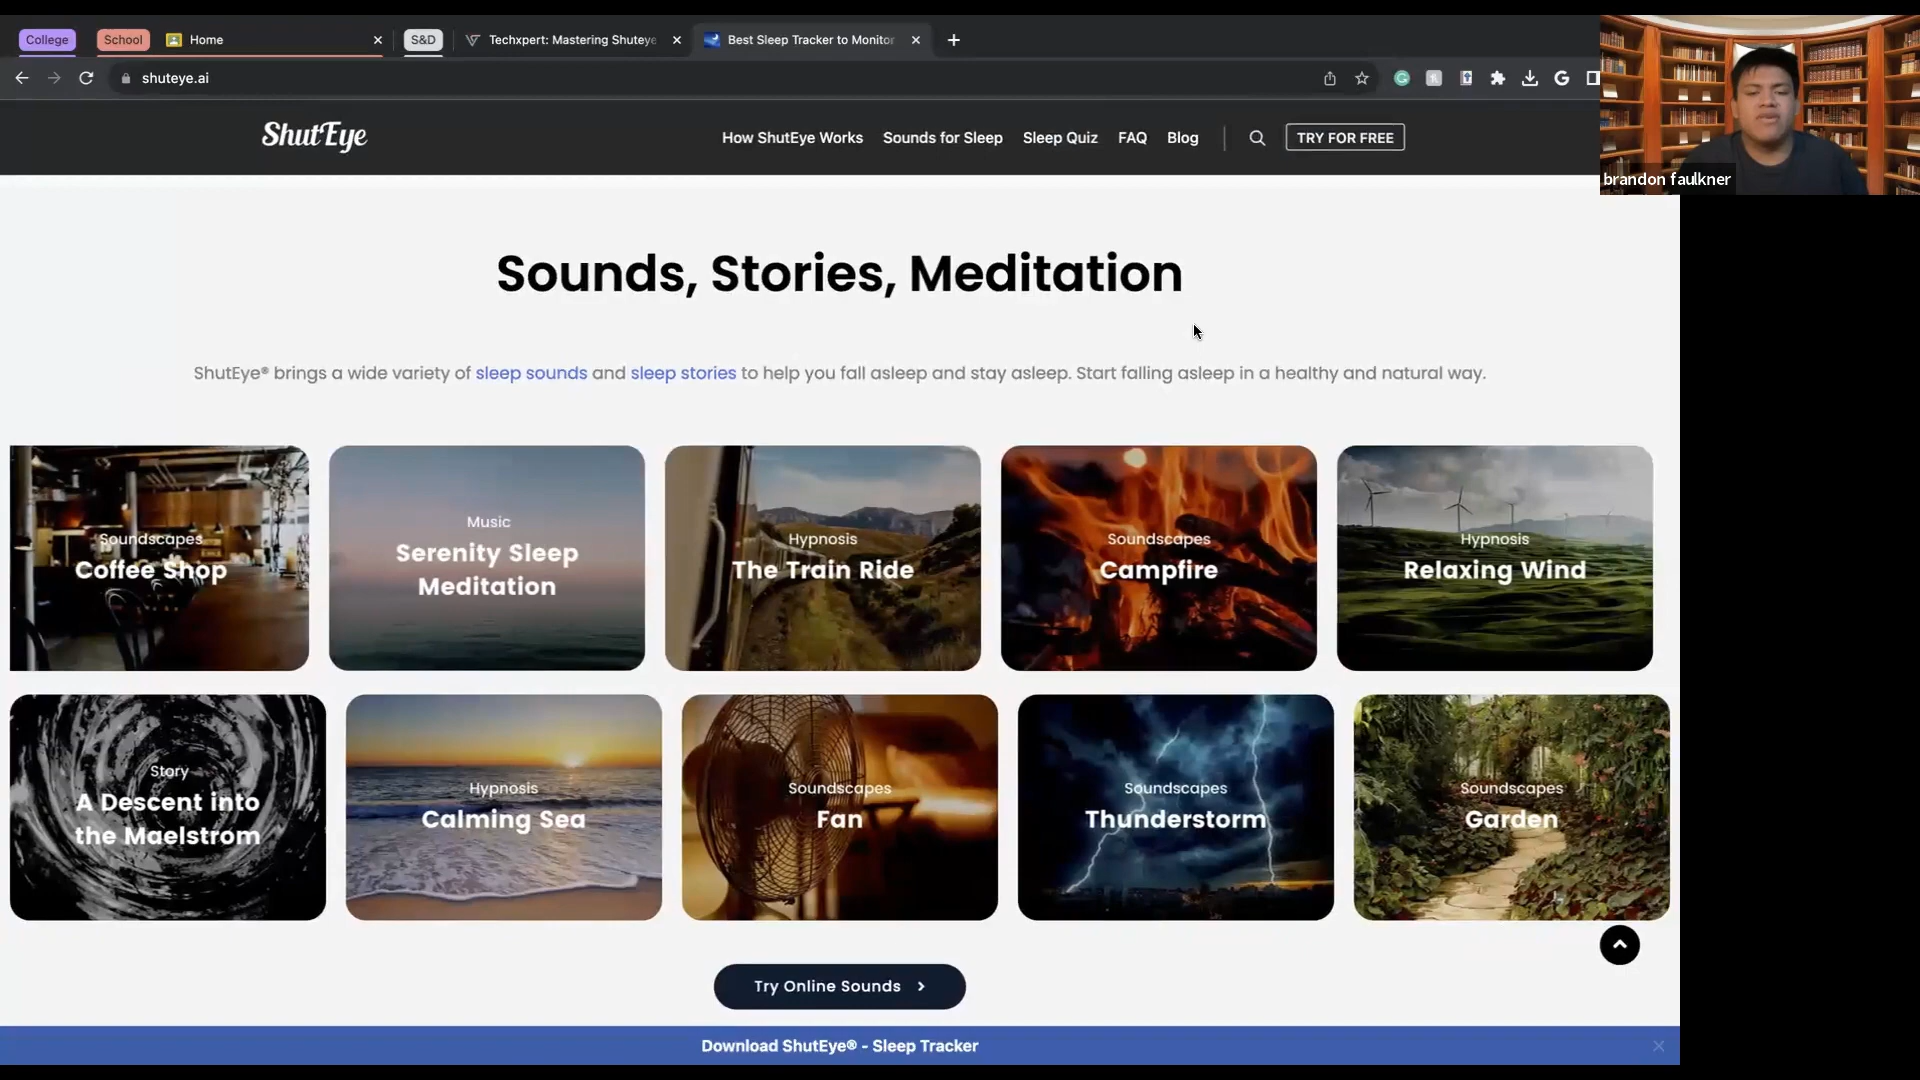 College
School
Home
S&D
Techxpert: Mastering Shuteye
Best Sleep Tracker to Monitor
shuteye.ai
brandon faulkner
ShutEye
How ShutEye Works
Sounds for Sleep
Sleep Quiz
FAQ
Blog
TRY FOR FREE
Sounds, Stories, Meditation
ShutEye® brings a wide variety of sleep sounds and sleep stories to help you fall asleep and stay asleep. Start falling asleep in a healthy and natural way.
Soundscapes
Coffee Shop
Music
Serenity Sleep
Meditation
Hypnosis
The Train Ride
Soundscapes
Campfire
Hypnosis
Relaxing Wind
Story
A Descent into
the Maelstrom
Hypnosis
Calming Sea
Soundscapes
Fan
Soundscapes
Thunderstorm
Soundscapes
Garden
Try Online Sounds
Download ShutEye® - Sleep Tracker